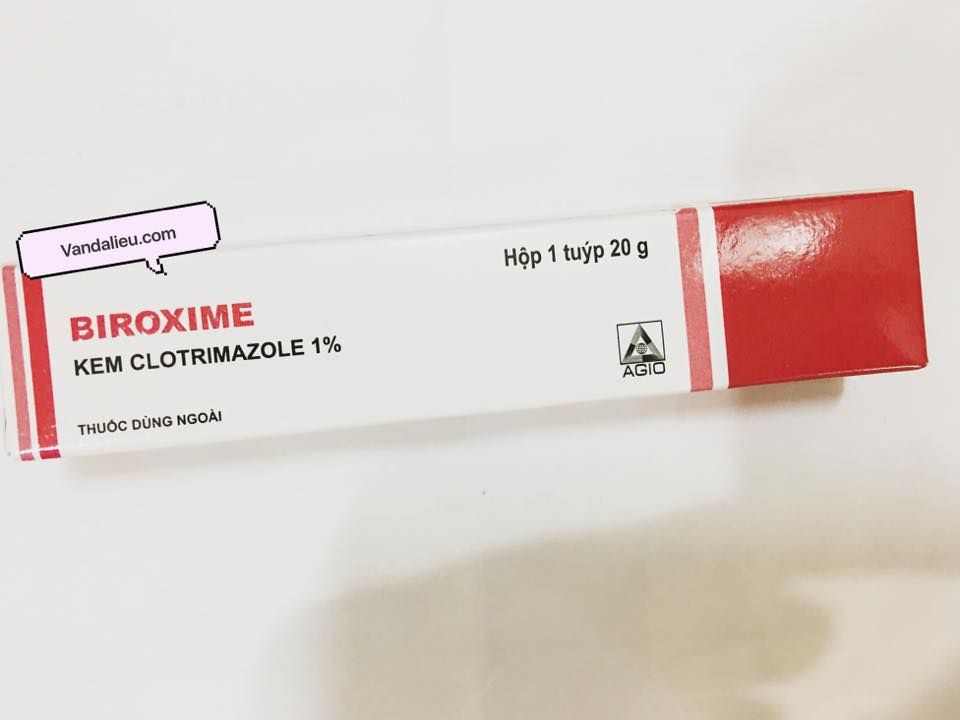 Vandalieu.com
Hộp 1 tuýp 20 g
BIROXIME
KEM CLOTRIMAZOLE 1%
AGIO
THUỐC DÙNG NGOÀI